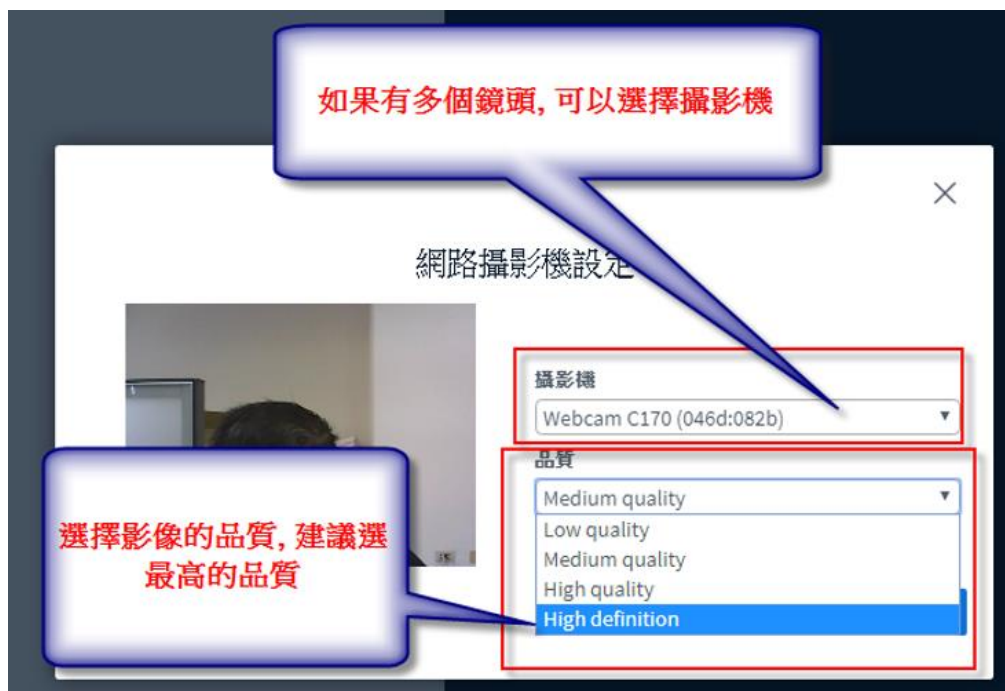 如果有多個鏡頭, 可以選擇攝影機
網路攝影機設定
攝影機
Webcam C170 (046d:082b)
品質
Medium quality
Low quality
Medium quality
High quality
High definition
選擇影像的品質, 建議選
最高的品質